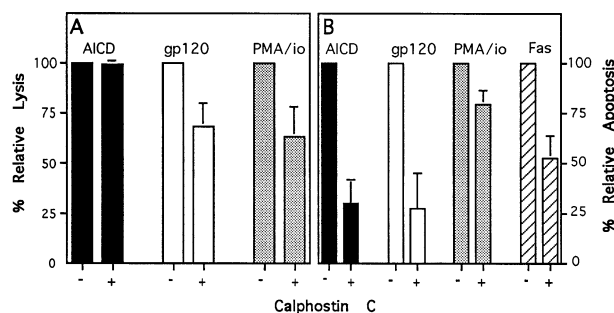 A
B
AICD gp120 PMA/io
AICD gp120 PMA/io Fas
% Relative Lysis
100
75
50
25
0
100
75
50
25
0
% Relative Apoptosis
- + - + - +
- + - + - + - +
Calphostin C